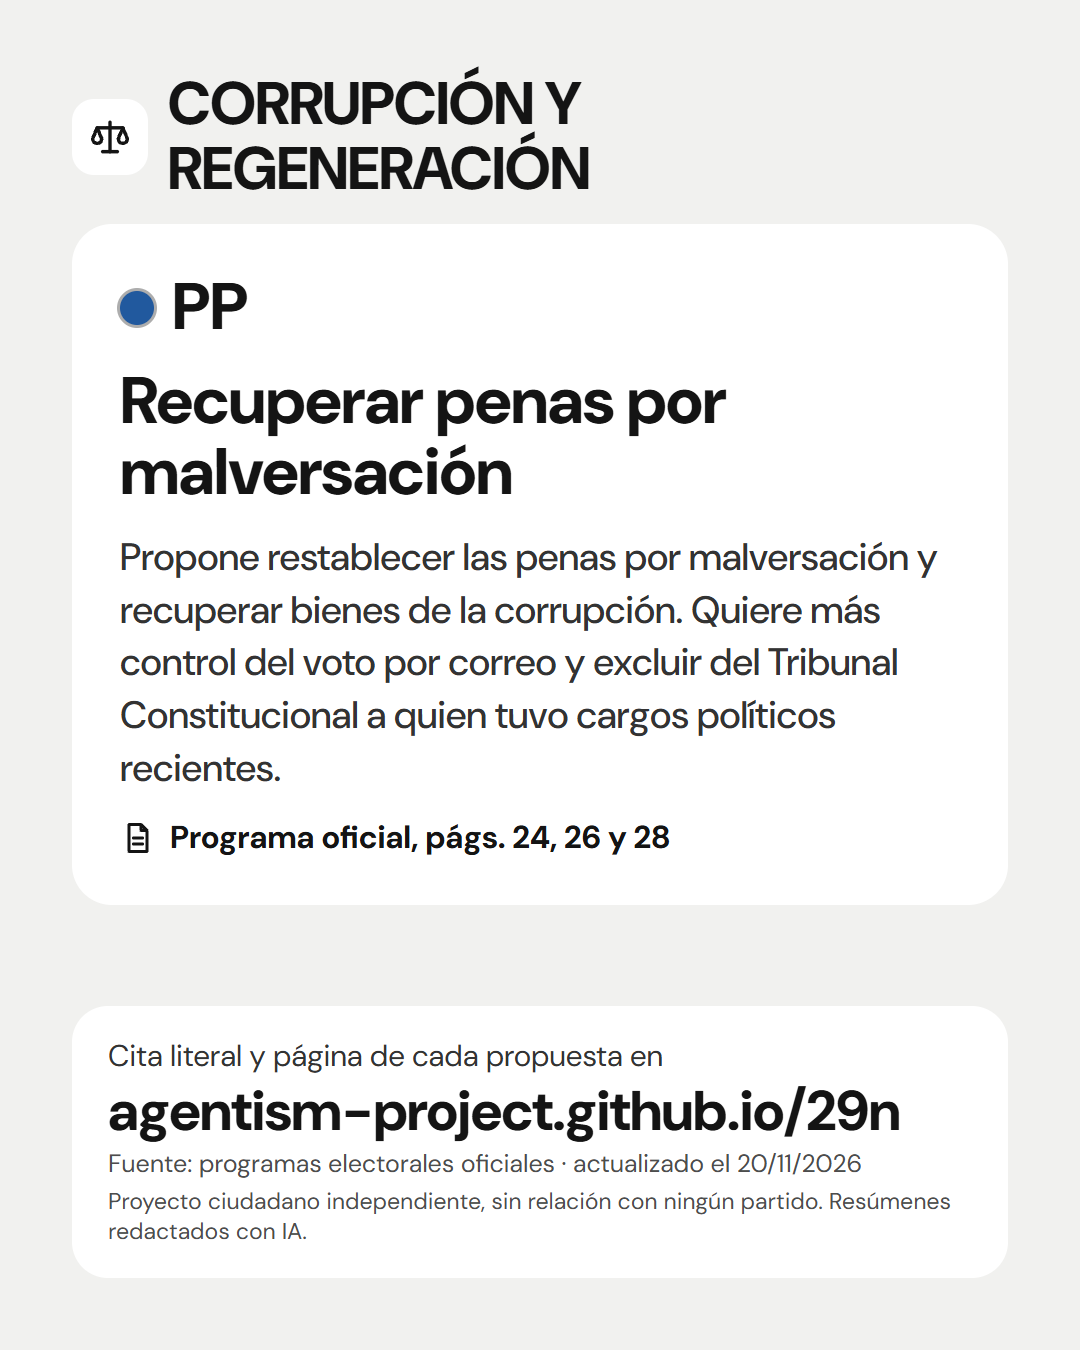 CORRUPCIÓN Y
REGENERACIÓN
PP
Recuperar penas por
malversación
Propone restablecer las penas por malversación y
recuperar bienes de la corrupción. Quiere más
control del voto por correo y excluir del Tribunal
Constitucional a quien tuvo cargos políticos
recientes.
Programa oficial, págs. 24, 26 y 28
Cita literal y página de cada propuesta en
agentism-project.github.io/29n
Fuente: programas electorales oficiales · actualizado el 20/11/2026
Proyecto ciudadano independiente, sin relación con ningún partido. Resúmenes
redactados con IA.